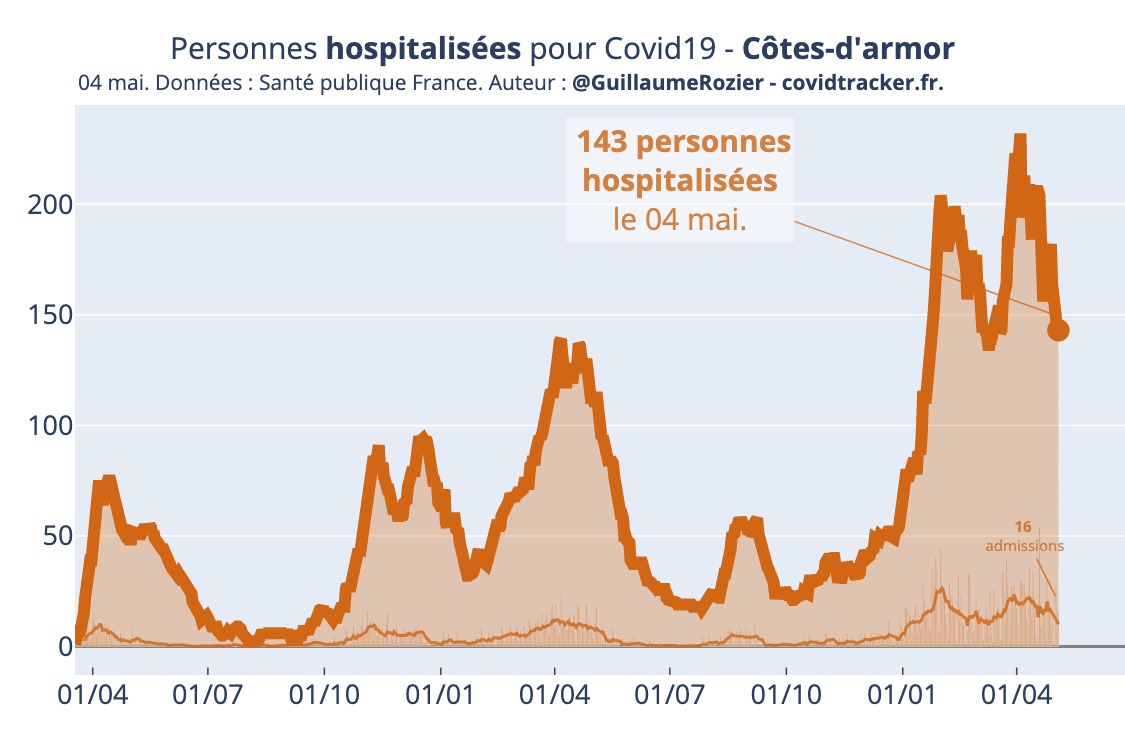 Personnes hospitalisées pour Covid19 - Côtes-d'armor
04 mai. Données : Santé publique France. Auteur : @GuillaumeRozier - covidtracker.fr.
143 personnes
hospitalisées
le 04 mai.
200
150
100
50
0
16
admissions
01/04 01/07 01/10 01/01 01/04 01/07 01/10 01/01 01/04